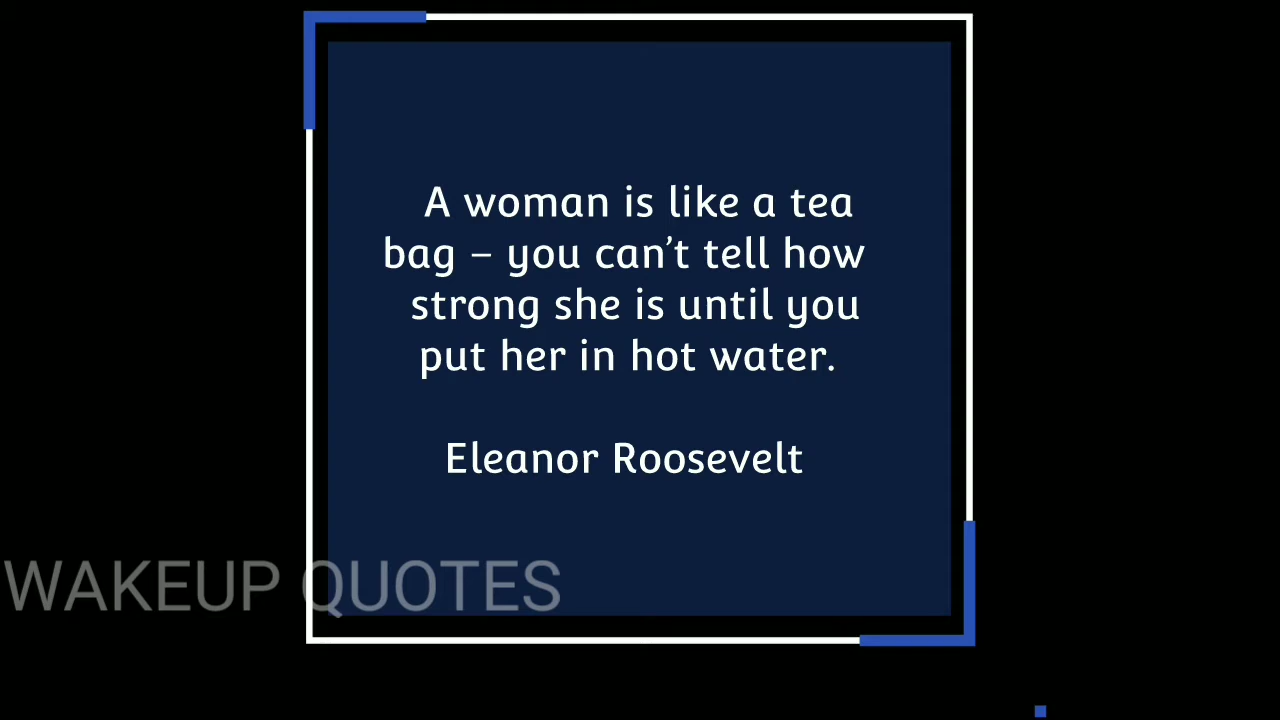 A woman is like a tea
bag – you can’t tell how
strong she is until you
put her in hot water.
Eleanor Roosevelt
WAKEUP QUOTES